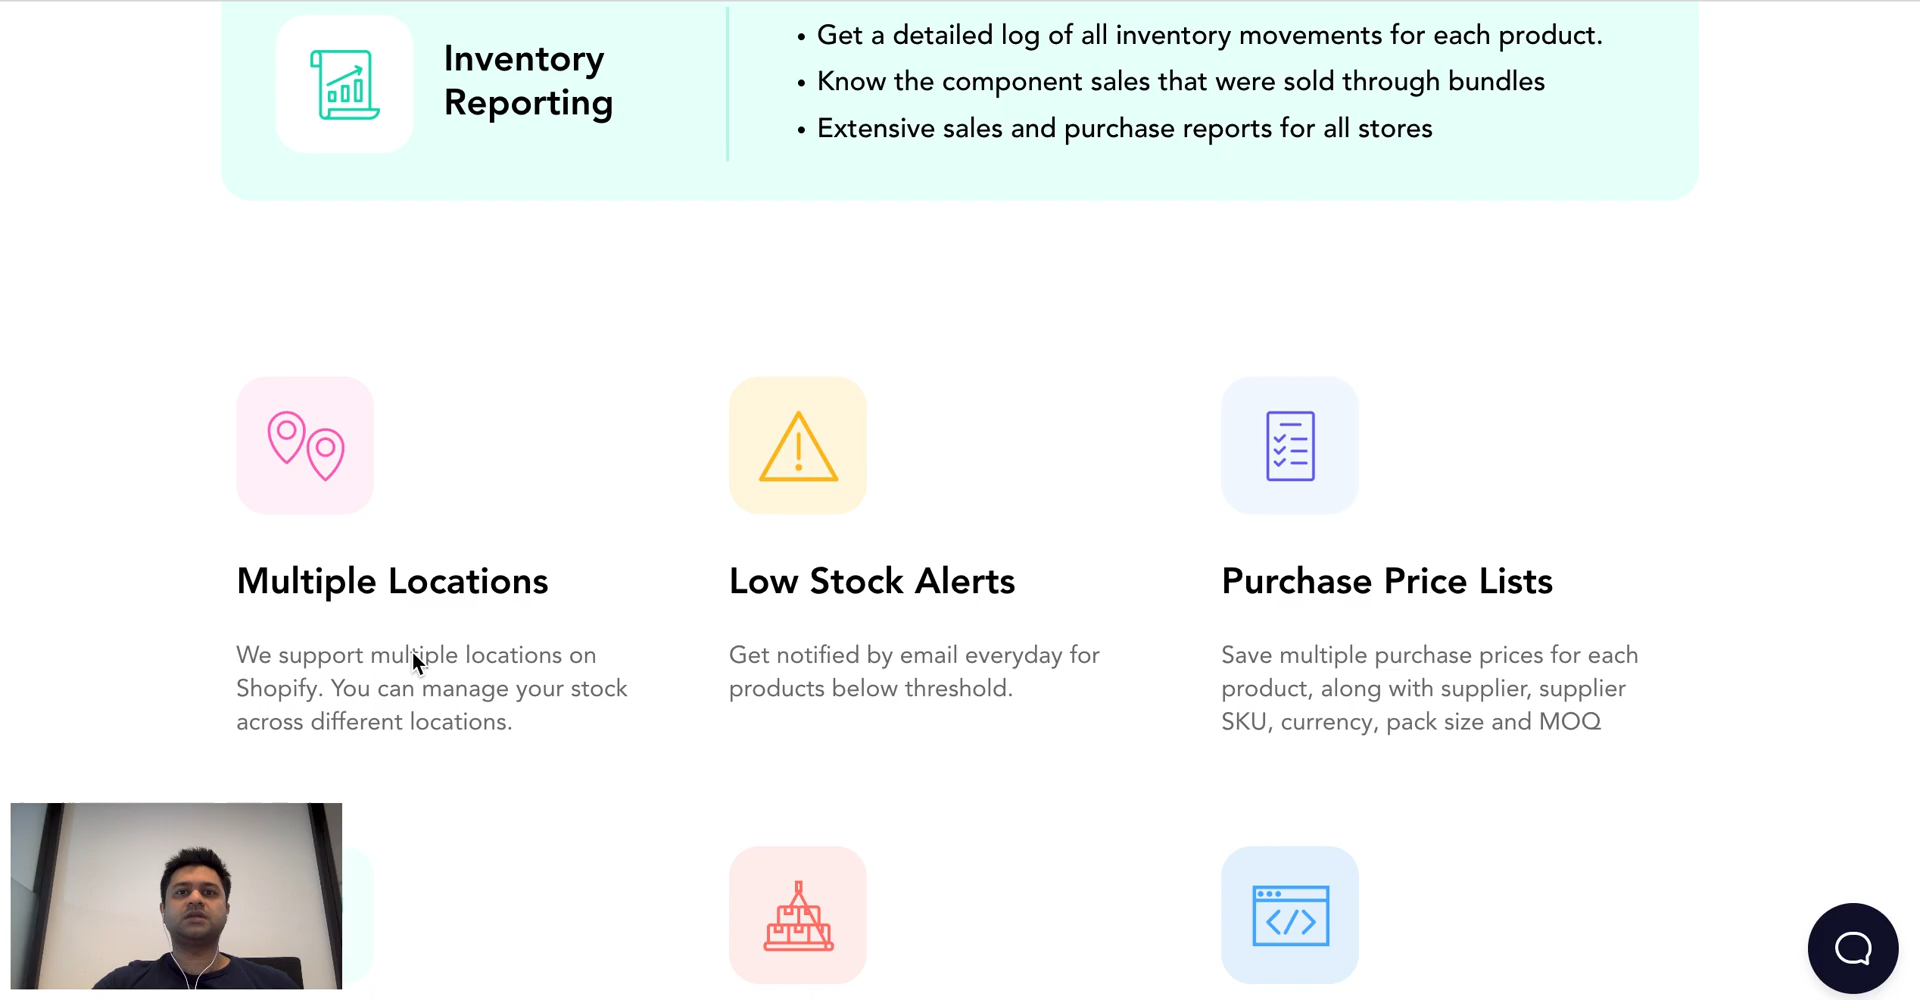 Inventory
Reporting
• Get a detailed log of all inventory movements for each product.
• Know the component sales that were sold through bundles
• Extensive sales and purchase reports for all stores
Multiple Locations
We support multiple locations on
Shopify. You can manage your stock
across different locations.
Low Stock Alerts
Get notified by email everyday for
products below threshold.
Purchase Price Lists
Save multiple purchase prices for each
product, along with supplier, supplier
SKU, currency, pack size and MOQ